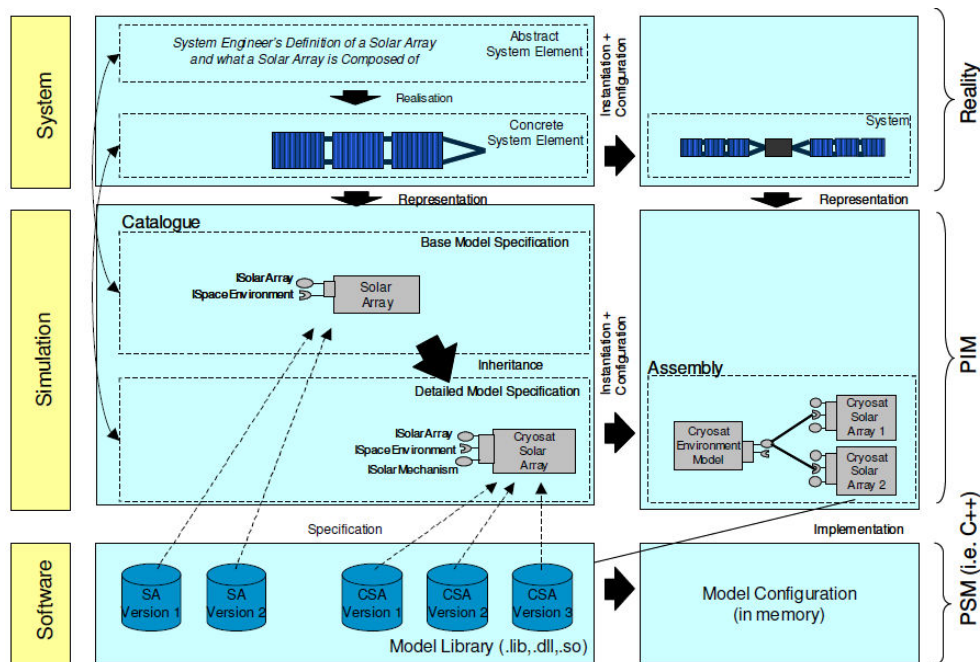 System
System Engineer's Definition of a Solar Array
and what a Solar Array is Composed of
Abstract
System Element
Realisation
Concrete
System Element
Instantiation +
Configuration
System
Reality
Representation
Representation
Simulation
Catalogue
Base Model Specification
ISolarArray
ISpaceEnvironment
Solar
Array
Inheritance
Detailed Model Specification
ISolarArray
ISpaceEnvironment
ISolarMechanism
Cryosat
Solar
Array
Instantiation +
Configuration
Assembly
Cryosat
Environment
Model
Cryosat
Solar
Array 1
Cryosat
Solar
Array 2
PIM
Specification
Implementation
Software
SA
Version 1
SA
Version 2
CSA
Version 1
CSA
Version 2
CSA
Version 3
Model Library (.lib,.dll,.so)
Model Configuration
(in memory)
PSM (i.e. C++)